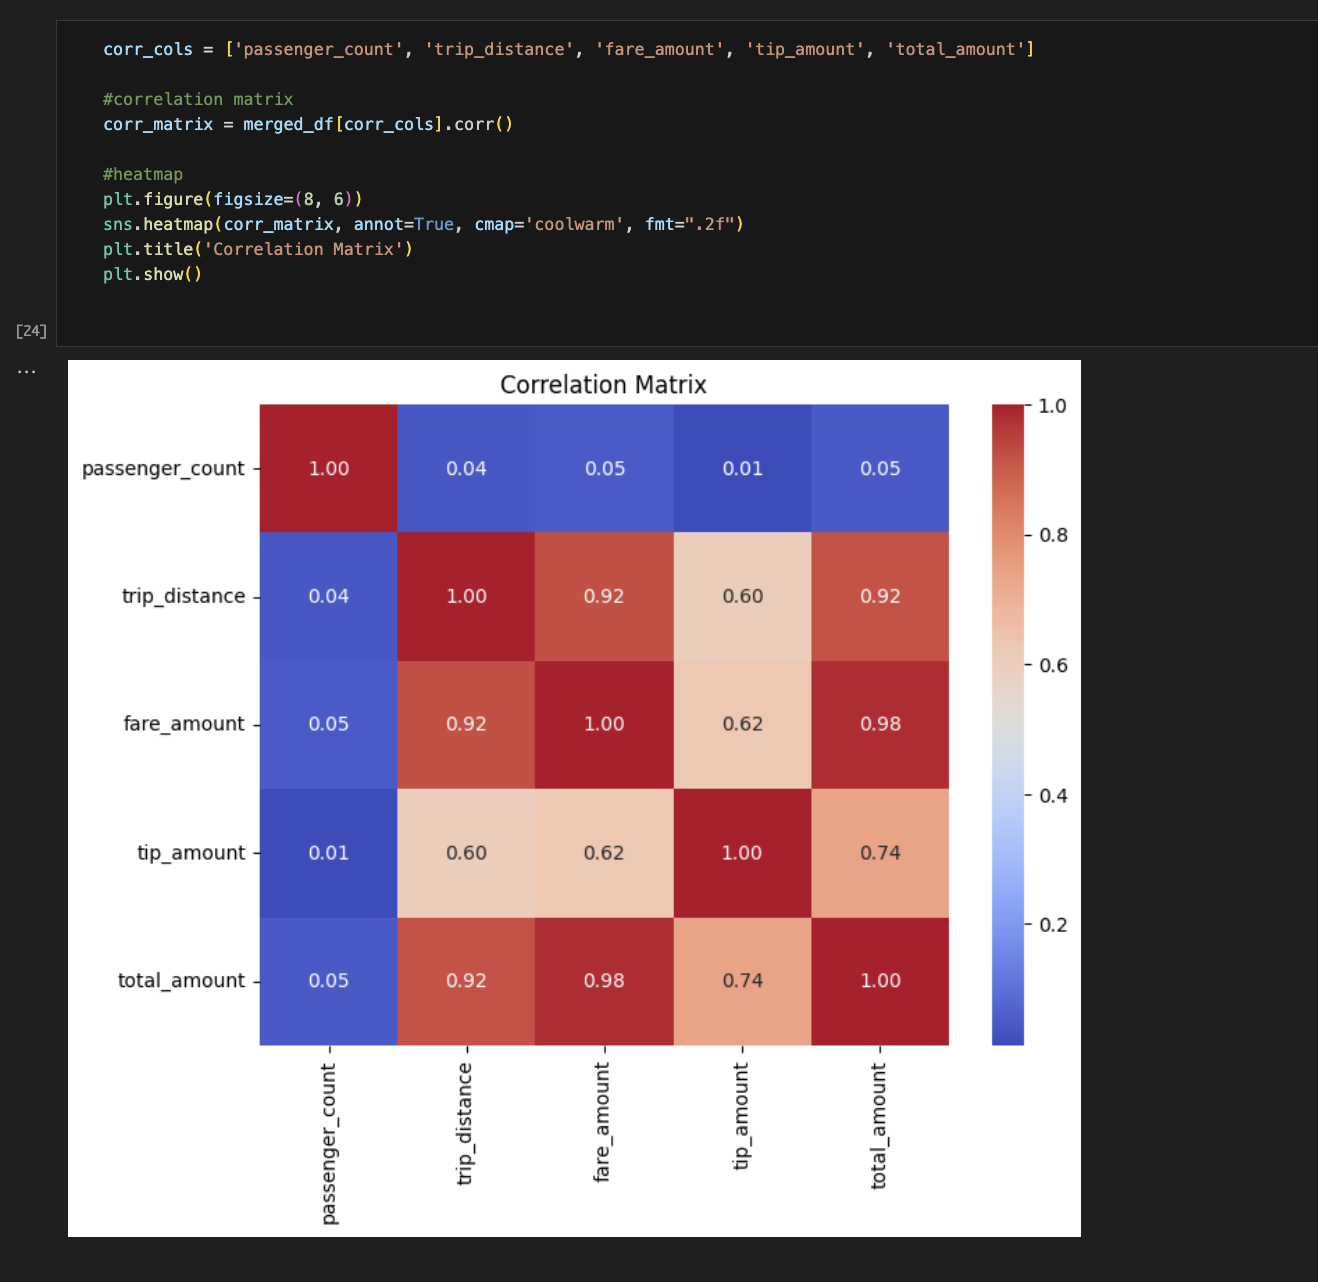 corr_cols = ['passenger_count', 'trip_distance', 'fare_amount', 'tip_amount', 'total_amount']
#correlation matrix
corr_matrix = merged_df[corr_cols].corr()
#heatmap
plt.figure(figsize=(8, 6))
sns.heatmap(corr_matrix, annot=True, cmap='coolwarm', fmt=".2f")
plt.title('Correlation Matrix')
plt.show()
[24]
...
Correlation Matrix
passenger_count 1.00 0.04 0.05 0.01 0.05
trip_distance 0.04 1.00 0.92 0.60 0.92
fare_amount 0.05 0.92 1.00 0.62 0.98
tip_amount 0.01 0.60 0.62 1.00 0.74
total_amount 0.05 0.92 0.98 0.74 1.00
passenger_count
trip_distance
fare_amount
tip_amount
total_amount
1.0
0.8
0.6
0.4
0.2